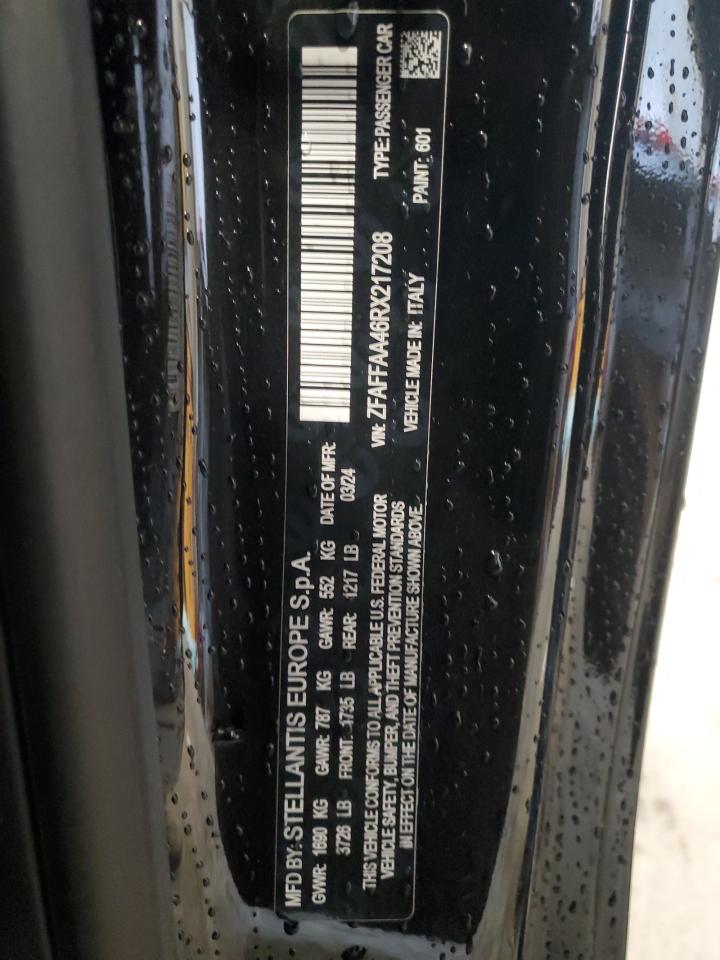 MFD BY: STELLANTIS EUROPE S.p.A.
GVWR: 1690 KG GAWR: 787 KG GAWR: 552 KG DATE OF MFR:
3726 LB FRONT: 1735 LB REAR: 1217 LB 03/24
THIS VEHICLE CONFORMS TO ALL APPLICABLE U.S. FEDERAL MOTOR
VEHICLE SAFETY, BUMPER, AND THEFT PREVENTION STANDARDS
IN EFFECT ON THE DATE OF MANUFACTURE SHOWN ABOVE.
VIN: ZFAFFAA46RX217208 TYPE: PASSENGER CAR
VEHICLE MADE IN: ITALY PAINT: 601